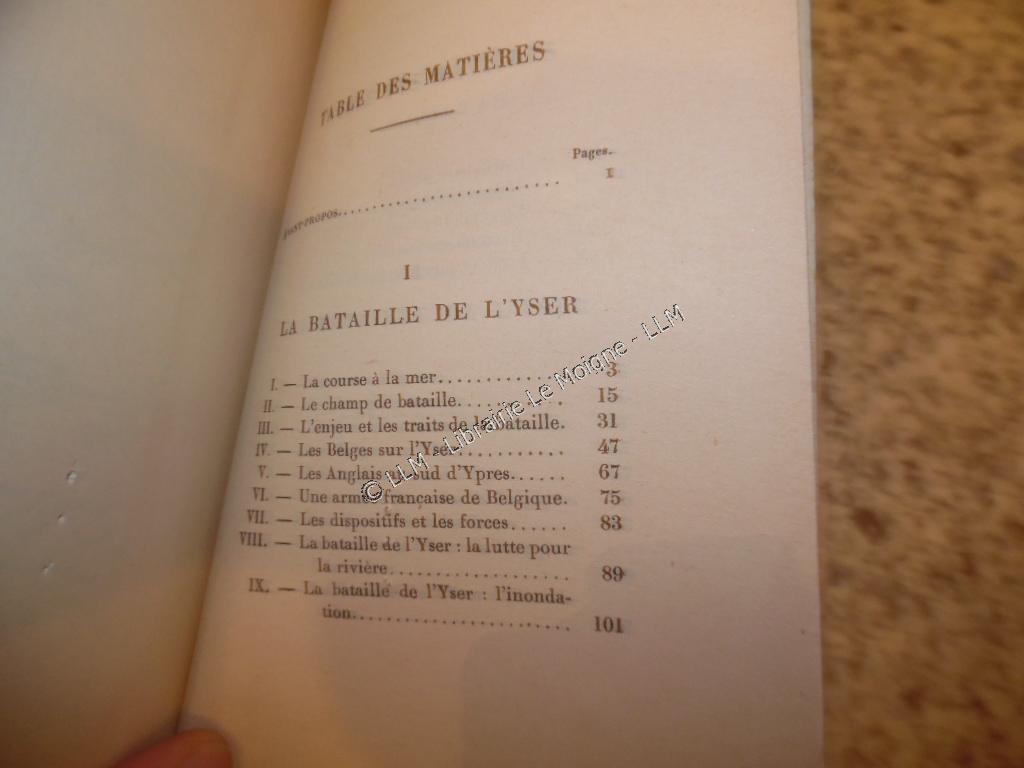 TABLE DES MATIÈRES
Pages.
AVANT-PROPOS.............................. I
I
LA BATAILLE DE L'YSER
I. — La course à la mer.............. 3
II. — Le champ de bataille.......... 15
III. — L'enjeu et les traits de la bataille. 31
IV. — Les Belges sur l'Yser............ 47
V. — Les Anglais au sud d'Ypres...... 67
VI. — Une armée française de Belgique. 75
VII. — Les dispositifs et les forces...... 83
VIII. — La bataille de l'Yser : la lutte pour
la rivière.................... 89
IX. — La bataille de l'Yser : l'inonda-
tion........................ 101
© LLM - Librairie Le Moigne - LLM